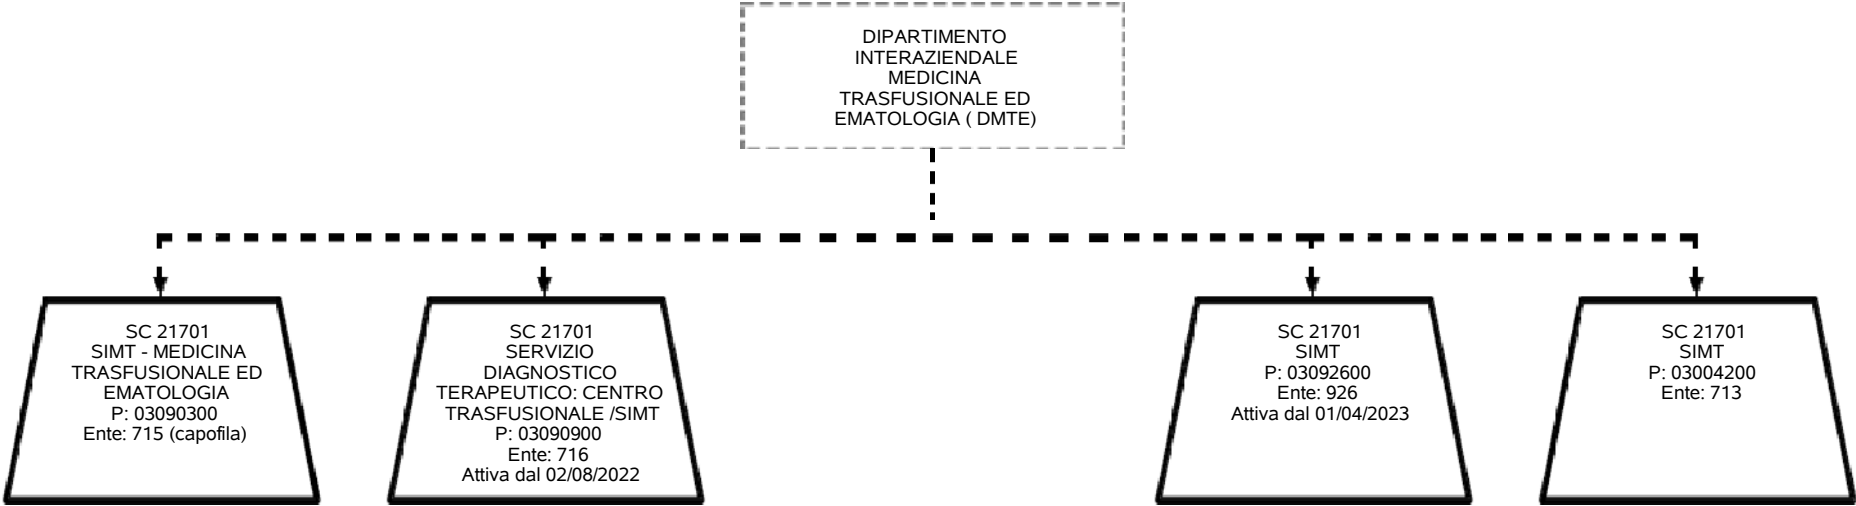 DIPARTIMENTO
INTERAZIENDALE
MEDICINA
TRASFUSIONALE ED
EMATOLOGIA ( DMTE)
SC 21701
SIMT - MEDICINA
TRASFUSIONALE ED
EMATOLOGIA
P: 03090300
Ente: 715 (capofila)
SC 21701
SERVIZIO
DIAGNOSTICO
TERAPEUTICO: CENTRO
TRASFUSIONALE /SIMT
P: 03090900
Ente: 716
Attiva dal 02/08/2022
SC 21701
SIMT
P: 03092600
Ente: 926
Attiva dal 01/04/2023
SC 21701
SIMT
P: 03004200
Ente: 713